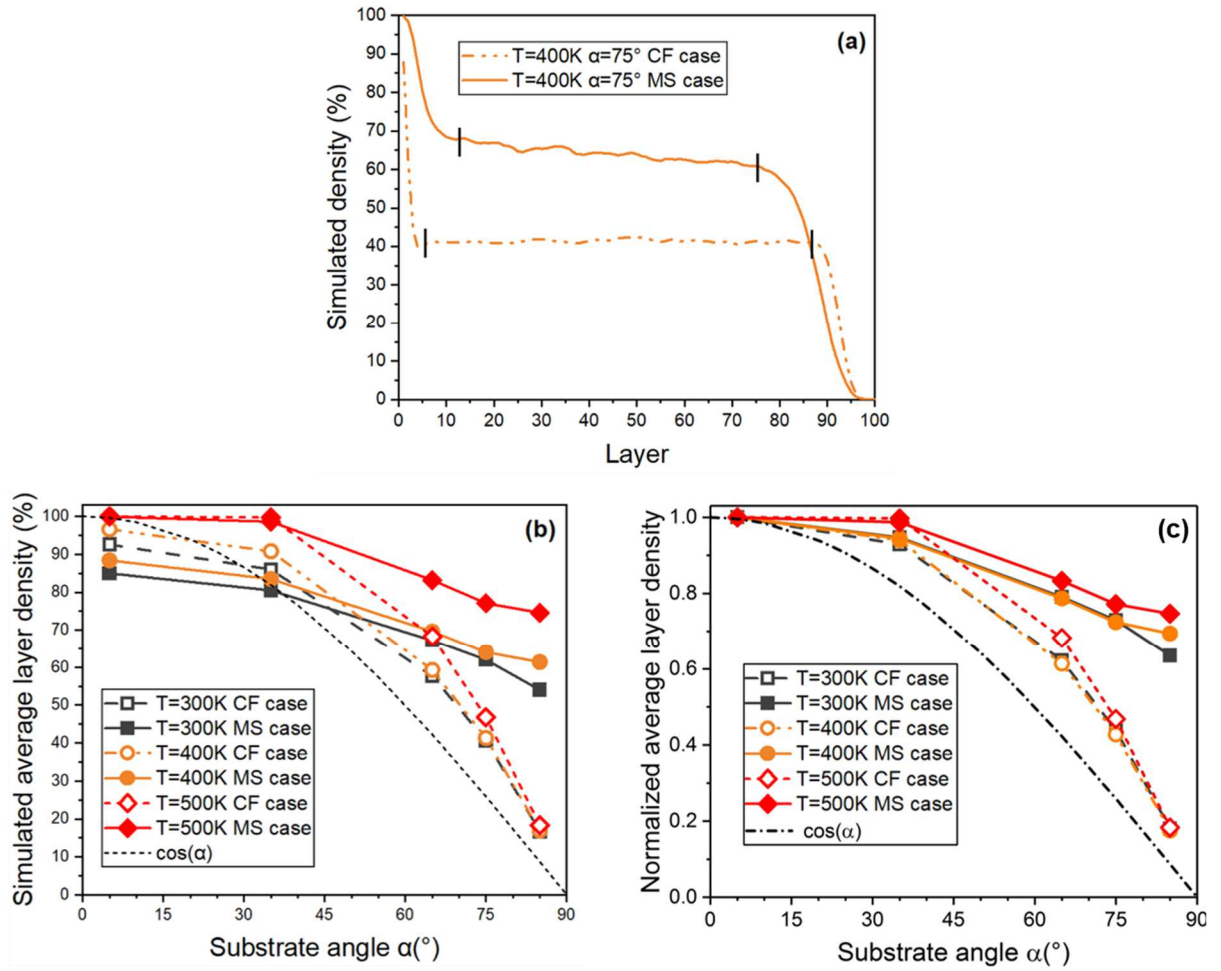 (a)
T=400K α=75° CF case
T=400K α=75° MS case
100
90
80
70
60
50
40
30
20
10
0
Simulated density (%)
0 10 20 30 40 50 60 70 80 90 100
Layer
(b)
100
90
80
70
60
50
40
30
20
10
0
Simulated average layer density (%)
T=300K CF case
T=300K MS case
T=400K CF case
T=400K MS case
T=500K CF case
T=500K MS case
cos(α)
0 15 30 45 60 75 90
Substrate angle α(°)
(c)
1.0
0.8
0.6
0.4
0.2
0.0
Normalized average layer density
T=300K CF case
T=300K MS case
T=400K CF case
T=400K MS case
T=500K CF case
T=500K MS case
cos(α)
0 15 30 45 60 75 90
Substrate angle α(°)